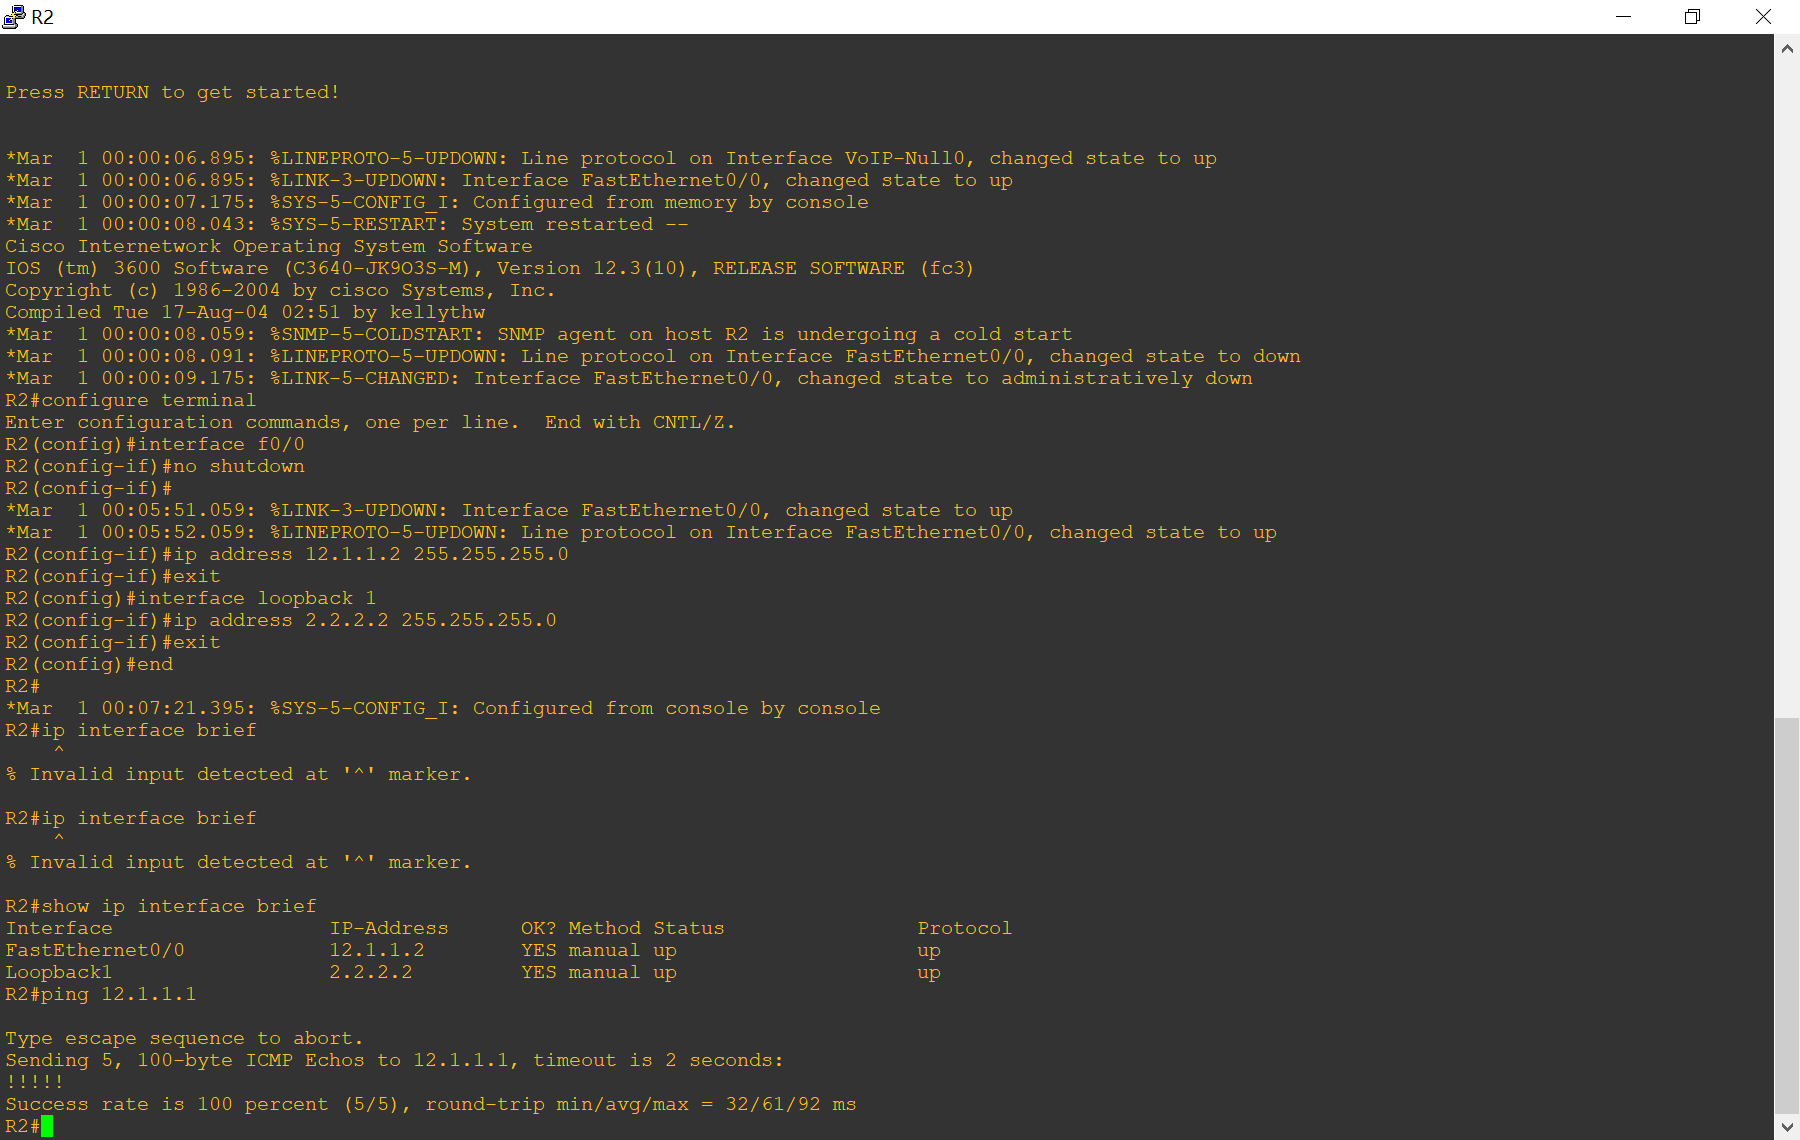 R2
Press RETURN to get started!
*Mar  1 00:00:06.895: %LINEPROTO-5-UPDOWN: Line protocol on Interface VoIP-Null0, changed state to up
*Mar  1 00:00:06.895: %LINK-3-UPDOWN: Interface FastEthernet0/0, changed state to up
*Mar  1 00:00:07.175: %SYS-5-CONFIG_I: Configured from memory by console
*Mar  1 00:00:08.043: %SYS-5-RESTART: System restarted --
Cisco Internetwork Operating System Software
IOS (tm) 3600 Software (C3640-JK9O3S-M), Version 12.3(10), RELEASE SOFTWARE (fc3)
Copyright (c) 1986-2004 by cisco Systems, Inc.
Compiled Tue 17-Aug-04 02:51 by kellythw
*Mar  1 00:00:08.059: %SNMP-5-COLDSTART: SNMP agent on host R2 is undergoing a cold start
*Mar  1 00:00:08.091: %LINEPROTO-5-UPDOWN: Line protocol on Interface FastEthernet0/0, changed state to down
*Mar  1 00:00:09.175: %LINK-5-CHANGED: Interface FastEthernet0/0, changed state to administratively down
R2#configure terminal
Enter configuration commands, one per line.  End with CNTL/Z.
R2(config)#interface f0/0
R2(config-if)#no shutdown
R2(config-if)#
*Mar  1 00:05:51.059: %LINK-3-UPDOWN: Interface FastEthernet0/0, changed state to up
*Mar  1 00:05:52.059: %LINEPROTO-5-UPDOWN: Line protocol on Interface FastEthernet0/0, changed state to up
R2(config-if)#ip address 12.1.1.2 255.255.255.0
R2(config-if)#exit
R2(config)#interface loopback 1
R2(config-if)#ip address 2.2.2.2 255.255.255.0
R2(config-if)#exit
R2(config)#end
R2#
*Mar  1 00:07:21.395: %SYS-5-CONFIG_I: Configured from console by console
R2#ip interface brief
    ^
% Invalid input detected at '^' marker.
R2#ip interface brief
    ^
% Invalid input detected at '^' marker.
R2#show ip interface brief
Interface                  IP-Address      OK? Method Status                Protocol
FastEthernet0/0            12.1.1.2        YES manual up                    up
Loopback1                  2.2.2.2         YES manual up                    up
R2#ping 12.1.1.1
Type escape sequence to abort.
Sending 5, 100-byte ICMP Echos to 12.1.1.1, timeout is 2 seconds:
!!!!!
Success rate is 100 percent (5/5), round-trip min/avg/max = 32/61/92 ms
R2#